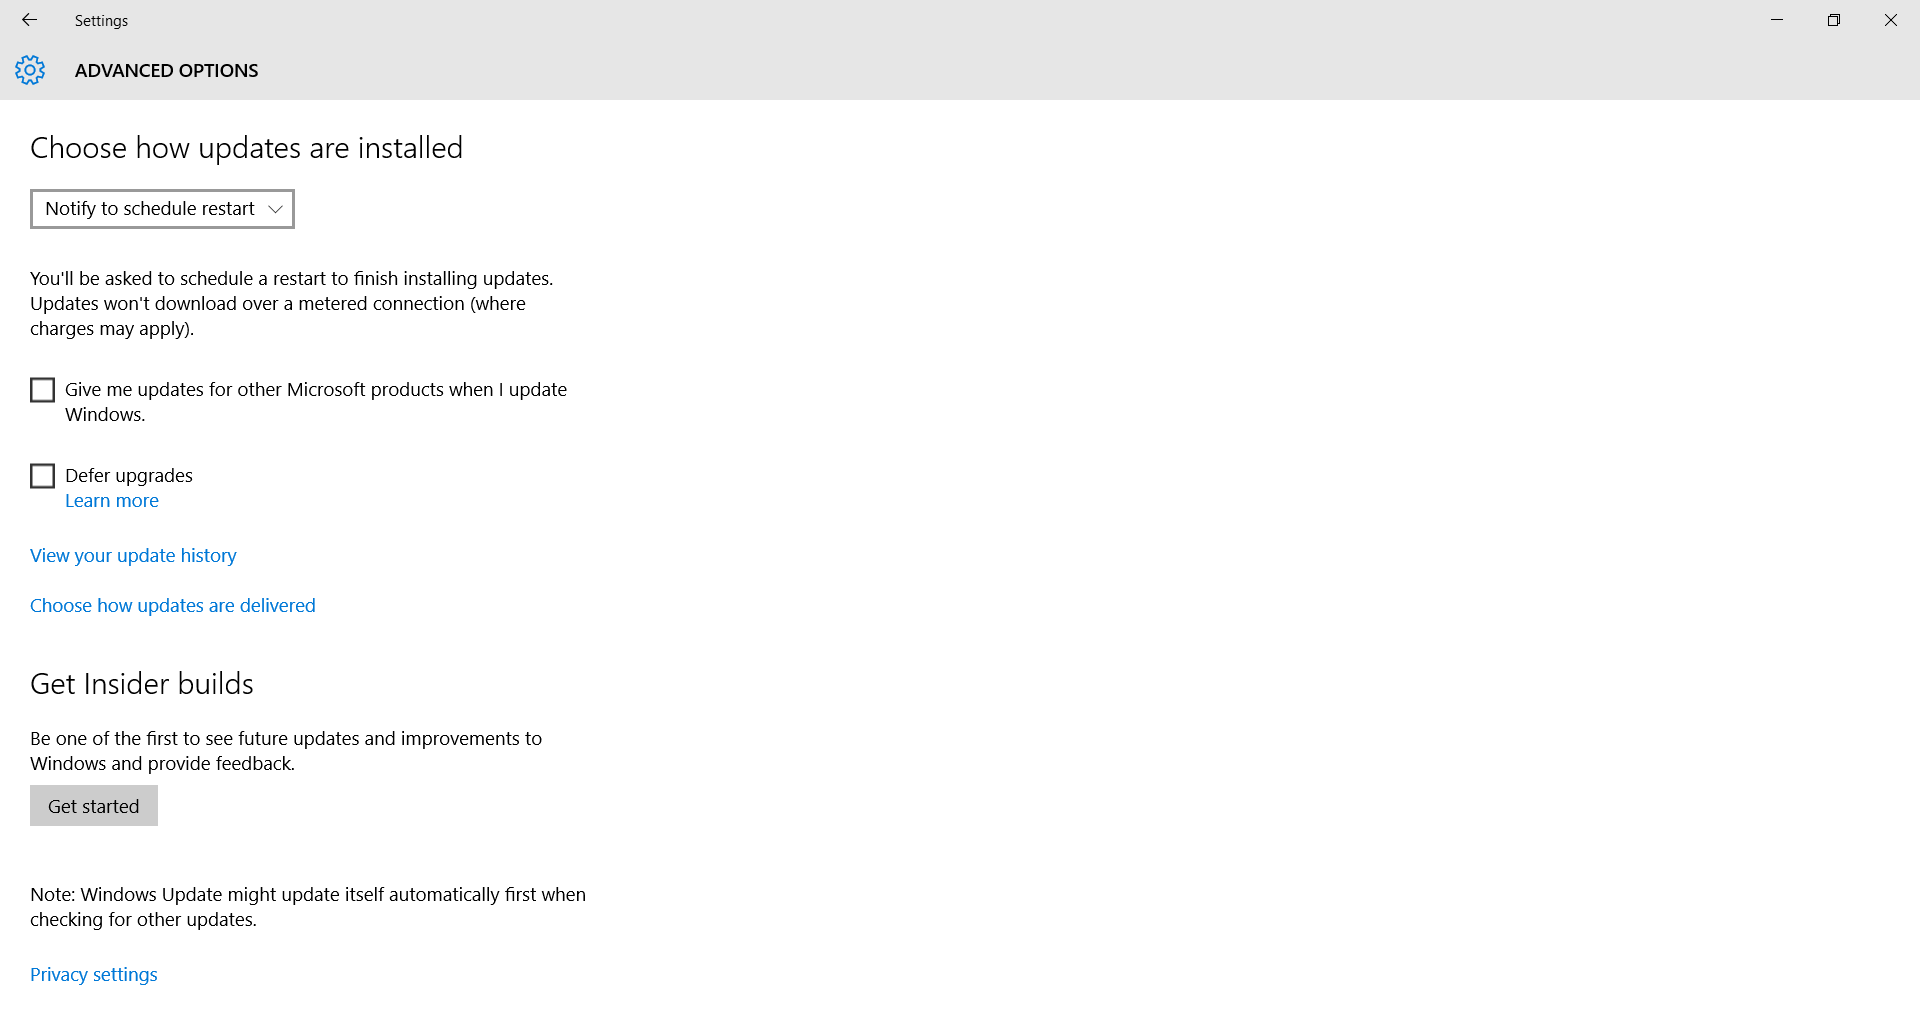 Settings
ADVANCED OPTIONS
Choose how updates are installed
Notify to schedule restart
You'll be asked to schedule a restart to finish installing updates.
Updates won't download over a metered connection (where
charges may apply).
Give me updates for other Microsoft products when I update
Windows.
Defer upgrades
Learn more
View your update history
Choose how updates are delivered
Get Insider builds
Be one of the first to see future updates and improvements to
Windows and provide feedback.
Get started
Note: Windows Update might update itself automatically first when
checking for other updates.
Privacy settings